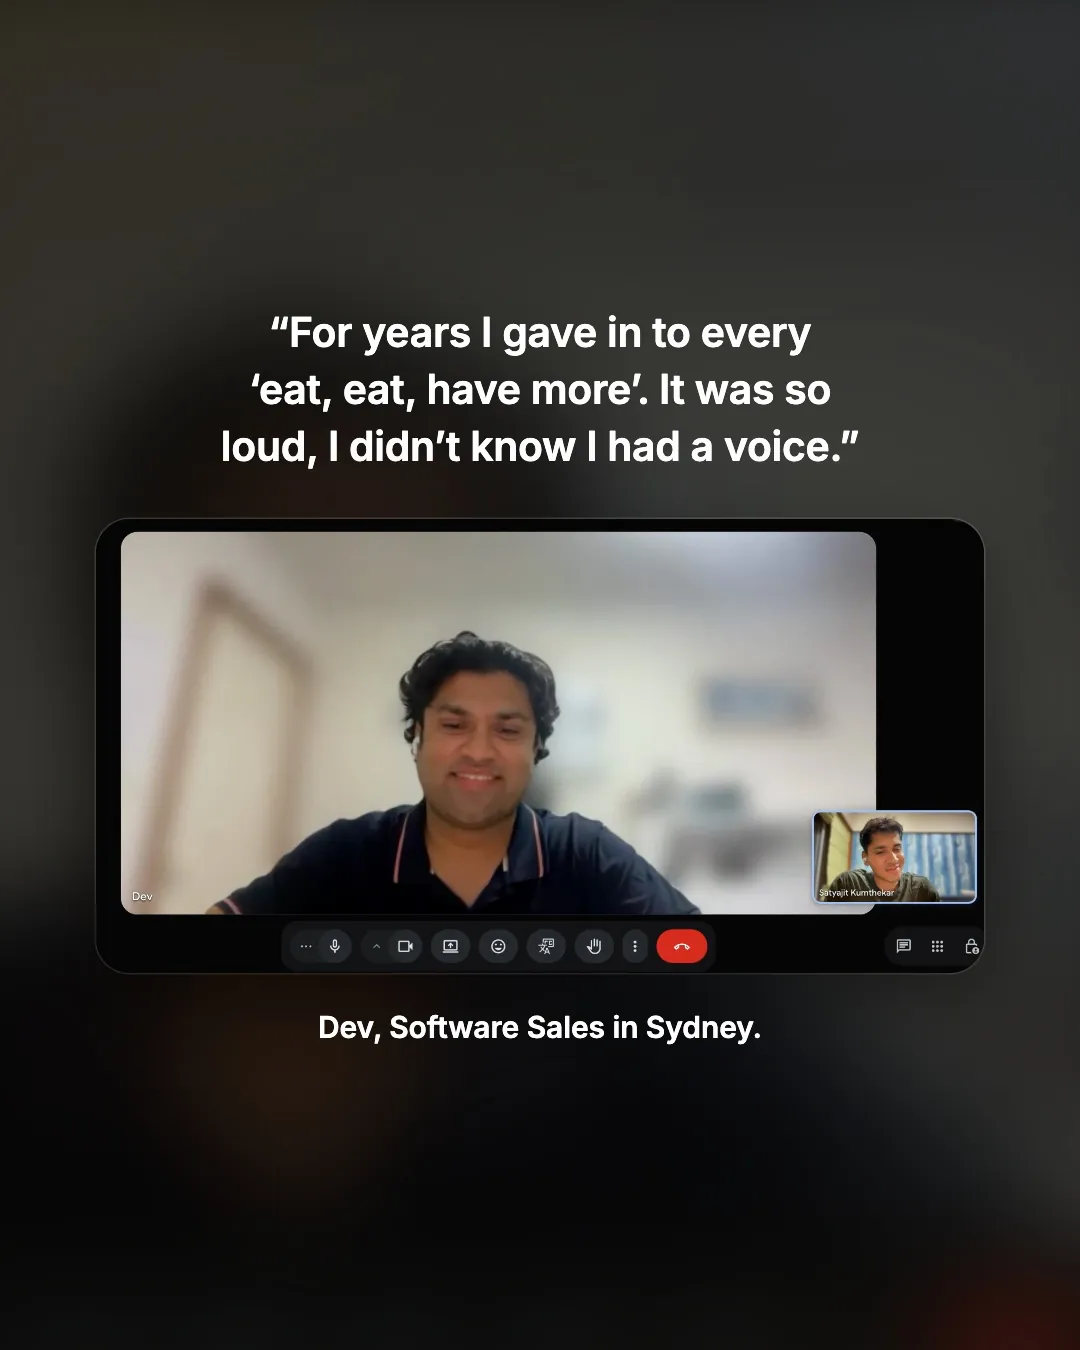 “For years I gave in to every
‘eat, eat, have more’. It was so
loud, I didn’t know I had a voice.”
Dev
Satyajit Kumthekar
Dev, Software Sales in Sydney.